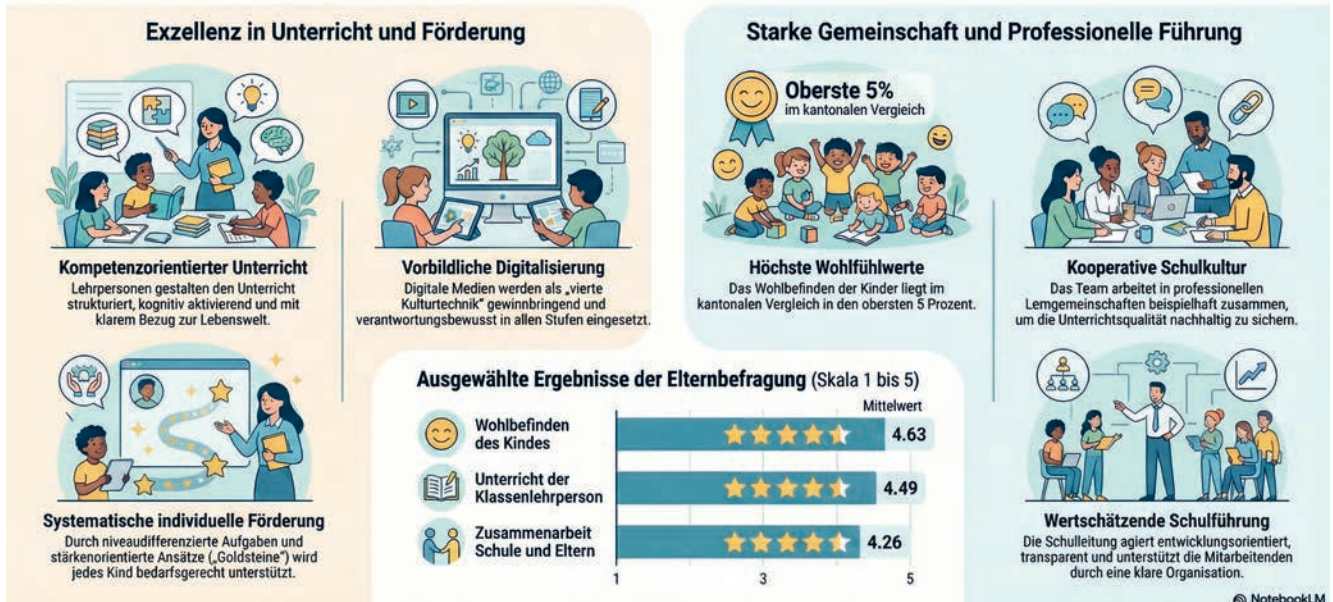 Exzellenz in Unterricht und Förderung
Kompetenzorientierter Unterricht
Lehrpersonen gestalten den Unterricht
strukturiert, kognitiv aktivierend und mit
klarem Bezug zur Lebenswelt.
Vorbildliche Digitalisierung
Digitale Medien werden als „vierte
Kulturtechnik“ gewinnbringend und
verantwortungsbewusst in allen Stufen eingesetzt.
Systematische individuelle Förderung
Durch niveaudifferenzierte Aufgaben und
stärkenorientierte Ansätze („Goldsteine“) wird
jedes Kind bedarfsgerecht unterstützt.
Starke Gemeinschaft und Professionelle Führung
Oberste 5%
im kantonalen Vergleich
Höchste Wohlfühlwerte
Das Wohlbefinden der Kinder liegt im
kantonalen Vergleich in den obersten 5 Prozent.
Kooperative Schulkultur
Das Team arbeitet in professionellen
Lerngemeinschaften beispielhaft zusammen,
um die Unterrichtsqualität nachhaltig zu sichern.
Wertschätzende Schulführung
Die Schulleitung agiert entwicklungsorientiert,
transparent und unterstützt die Mitarbeitenden
durch eine klare Organisation.
Ausgewählte Ergebnisse der Elternbefragung (Skala 1 bis 5)
Mittelwert
Wohlbefinden
des Kindes
4.63
Unterricht der
Klassenlehrperson
4.49
Zusammenarbeit
Schule und Eltern
4.26
1 3 5
NotebookLM